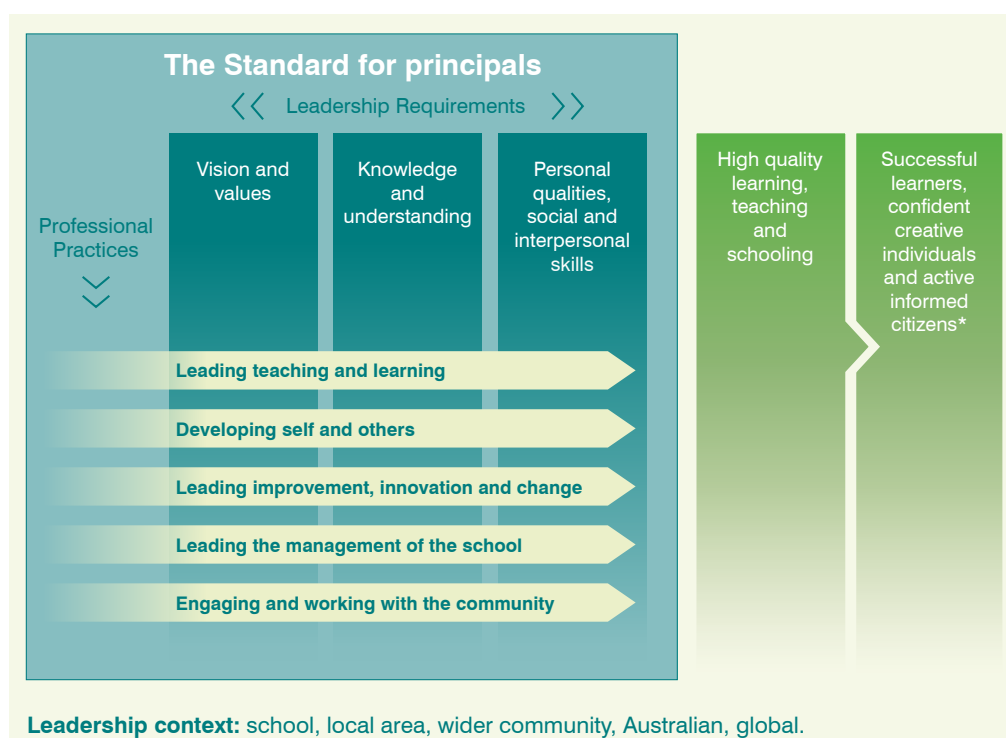 The Standard for principals
Leadership Requirements
Professional
Practices
Vision and
values
Knowledge
and
understanding
Personal
qualities,
social and
interpersonal
skills
High quality
learning,
teaching
and
schooling
Successful
learners,
confident
creative
individuals
and active
informed
citizens*
Leading teaching and learning
Developing self and others
Leading improvement, innovation and change
Leading the management of the school
Engaging and working with the community
Leadership context: school, local area, wider community, Australian, global.